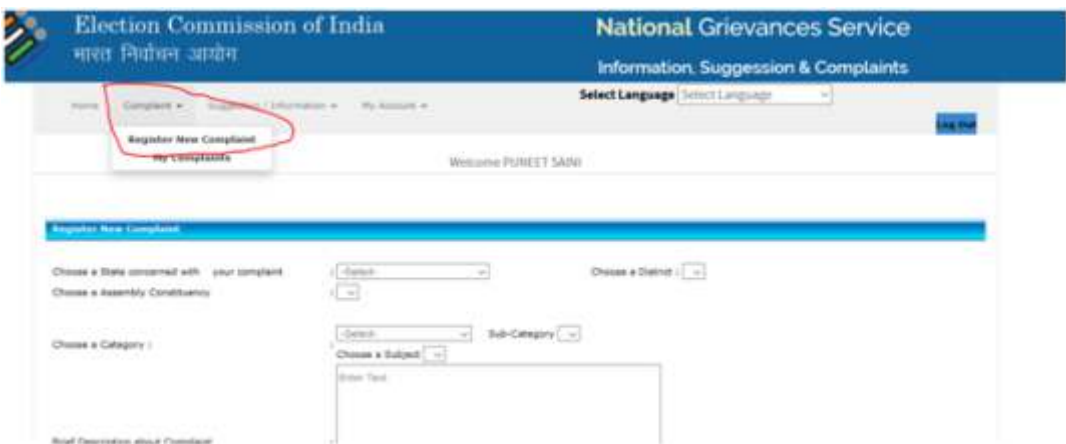 Election Commission of India
भारत निर्वाचन आयोग
National Grievances Service
Information, Suggession & Complaints
Home Complaint Suggestion / Information My Account
Select Language Select Language
Log Out
Register New Complaint
My Complaints
Welcome PUNEET SAINI
Register New Complaint
Choose a State concerned with your complaint : -Select- Choose a District :
Choose a Assembly Constituency :
Choose a Category : : -Select- Sub-Category
Choose a Subject
Enter Text
Brief Description about Complaint :